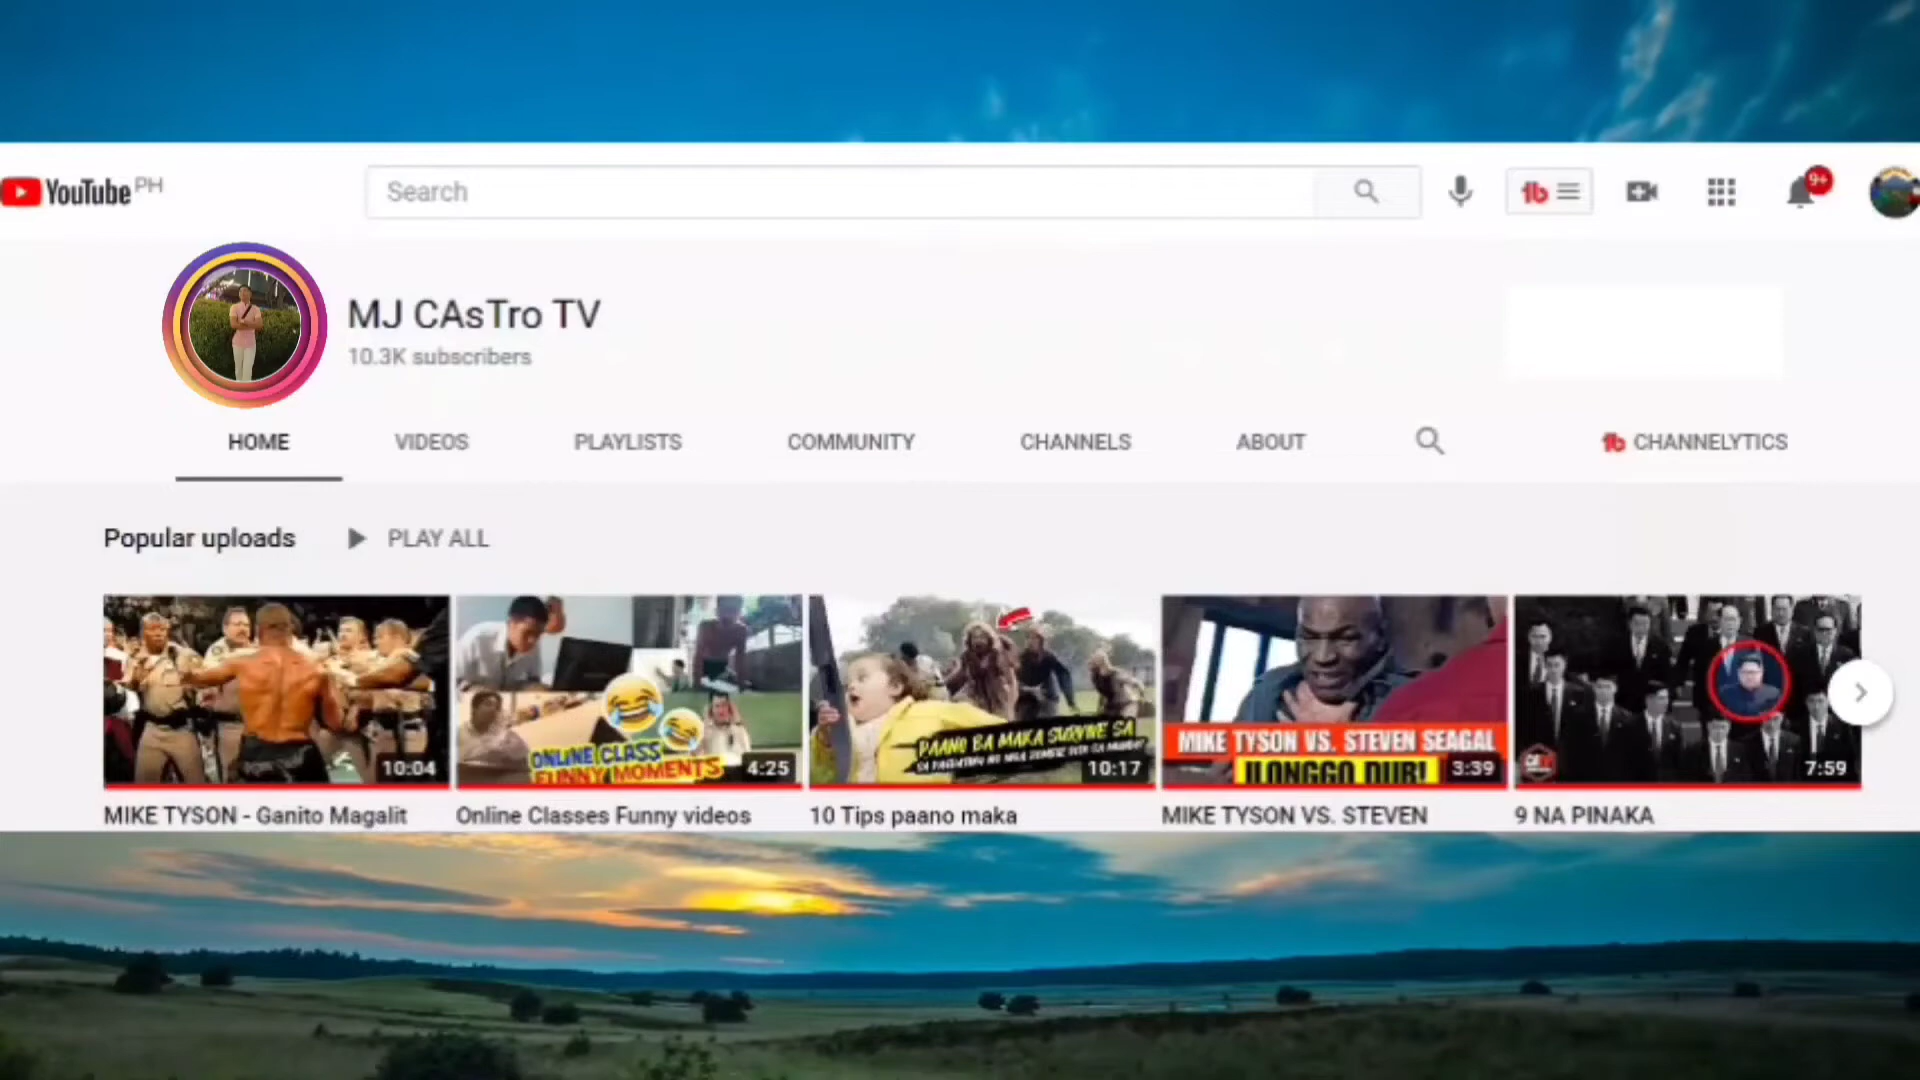 YouTube PH
Search
9+
MJ CAsTro TV
10.3K subscribers
HOME VIDEOS PLAYLISTS COMMUNITY CHANNELS ABOUT CHANNELYTICS
Popular uploads PLAY ALL
10:04
ONLINE CLASS
FUNNY MOMENTS
4:25
PAANO BA MAKA SURVIVE SA
10:17
MIKE TYSON VS. STEVEN SEAGAL
ILONGGO DUB!
3:39
7:59
MIKE TYSON - Ganito Magalit
Online Classes Funny videos
10 Tips paano maka
MIKE TYSON VS. STEVEN
9 NA PINAKA